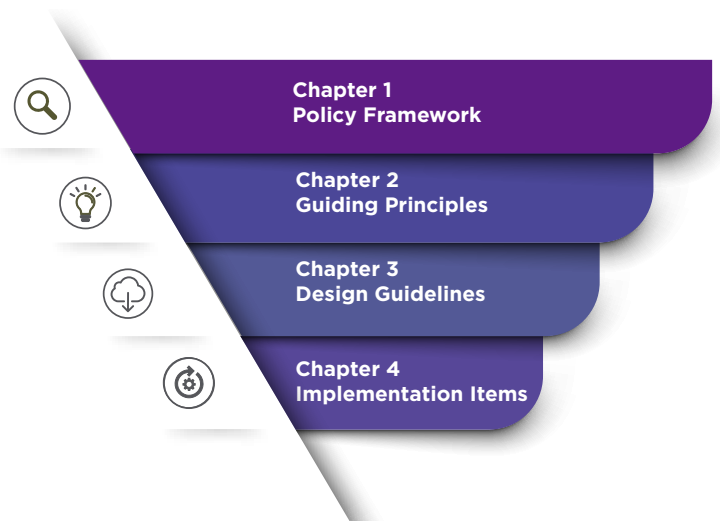 Chapter 1
Policy Framework
Chapter 2
Guiding Principles
Chapter 3
Design Guidelines
Chapter 4
Implementation Items